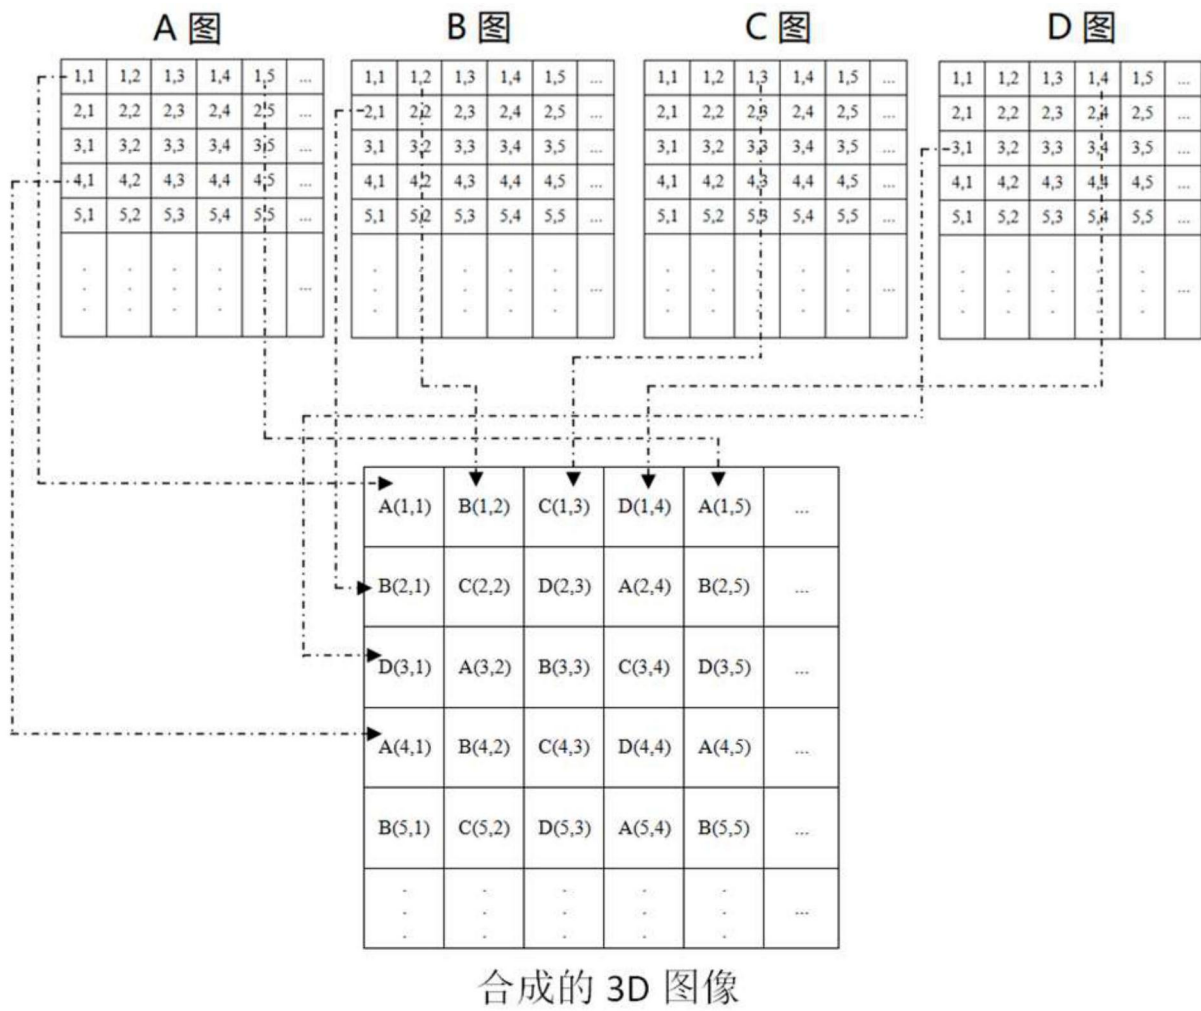 A 图 B 图 C 图 D 图
1,1 1,2 1,3 1,4 1,5 ... 1,1 1,2 1,3 1,4 1,5 ... 1,1 1,2 1,3 1,4 1,5 ... 1,1 1,2 1,3 1,4 1,5 ...
2,1 2,2 2,3 2,4 2,5 ... 2,1 2,2 2,3 2,4 2,5 ... 2,1 2,2 2,3 2,4 2,5 ... 2,1 2,2 2,3 2,4 2,5 ...
3,1 3,2 3,3 3,4 3,5 ... 3,1 3,2 3,3 3,4 3,5 ... 3,1 3,2 3,3 3,4 3,5 ... 3,1 3,2 3,3 3,4 3,5 ...
4,1 4,2 4,3 4,4 4,5 ... 4,1 4,2 4,3 4,4 4,5 ... 4,1 4,2 4,3 4,4 4,5 ... 4,1 4,2 4,3 4,4 4,5 ...
5,1 5,2 5,3 5,4 5,5 ... 5,1 5,2 5,3 5,4 5,5 ... 5,1 5,2 5,3 5,4 5,5 ... 5,1 5,2 5,3 5,4 5,5 ...
... ... ... ...
A(1,1) B(1,2) C(1,3) D(1,4) A(1,5) ...
B(2,1) C(2,2) D(2,3) A(2,4) B(2,5) ...
D(3,1) A(3,2) B(3,3) C(3,4) D(3,5) ...
A(4,1) B(4,2) C(4,3) D(4,4) A(4,5) ...
B(5,1) C(5,2) D(5,3) A(5,4) B(5,5) ...
...
合成的 3D 图像